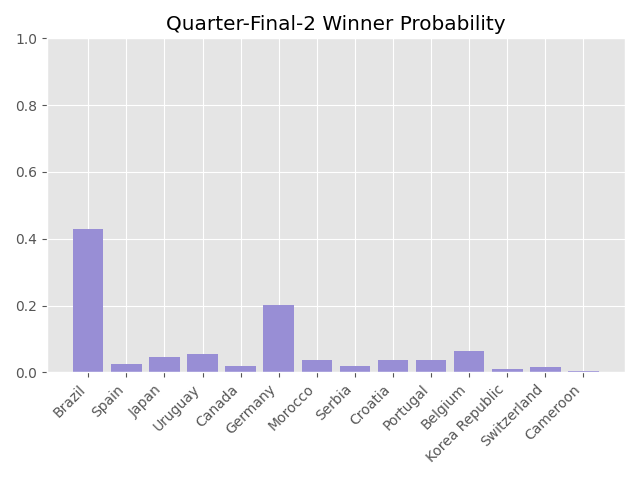 Quarter-Final-2 Winner Probability
1.0
0.8
0.6
0.4
0.2
0.0
Brazil
Spain
Japan
Uruguay
Canada
Germany
Morocco
Serbia
Croatia
Portugal
Belgium
Korea Republic
Switzerland
Cameroon